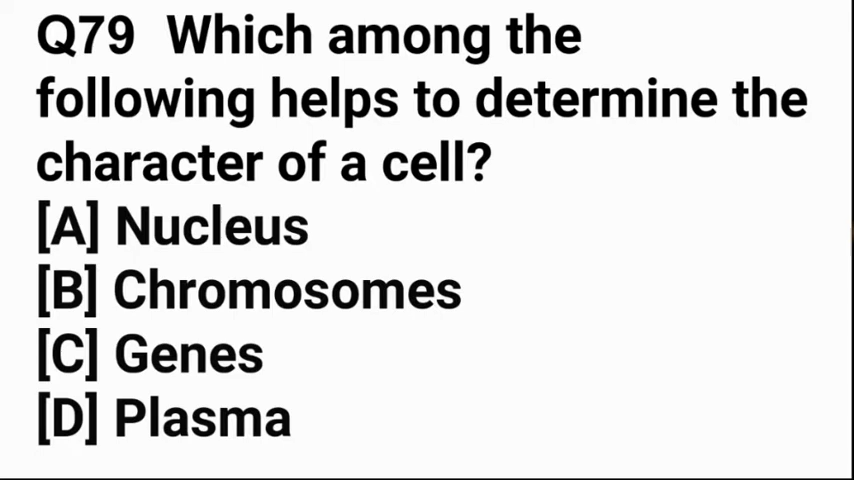 Q79 Which among the
following helps to determine the
character of a cell?
[A] Nucleus
[B] Chromosomes
[C] Genes
[D] Plasma